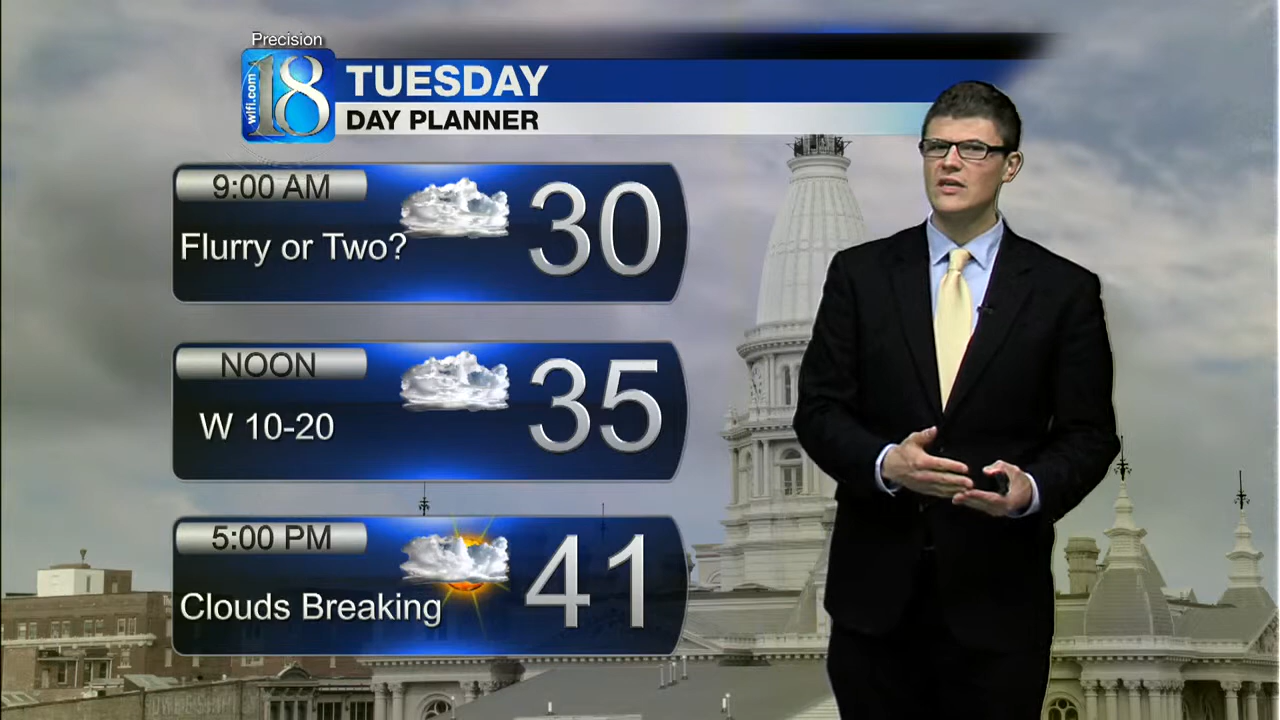 Precision
wlfi.com
18
TUESDAY
DAY PLANNER
9:00 AM
30
Flurry or Two?
NOON
35
W 10-20
5:00 PM
41
Clouds Breaking